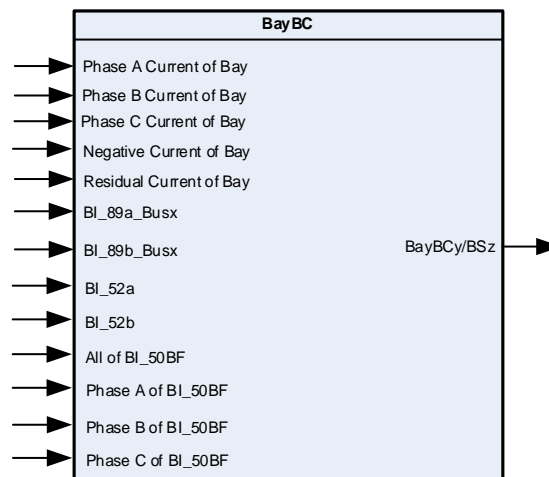 BayBC
Phase A Current of Bay
Phase B Current of Bay
Phase C Current of Bay
Negative Current of Bay
Residual Current of Bay
BI_89a_Busx
BI_89b_Busx
BayBCy/BSz
BI_52a
BI_52b
All of BI_50BF
Phase A of BI_50BF
Phase B of BI_50BF
Phase C of BI_50BF